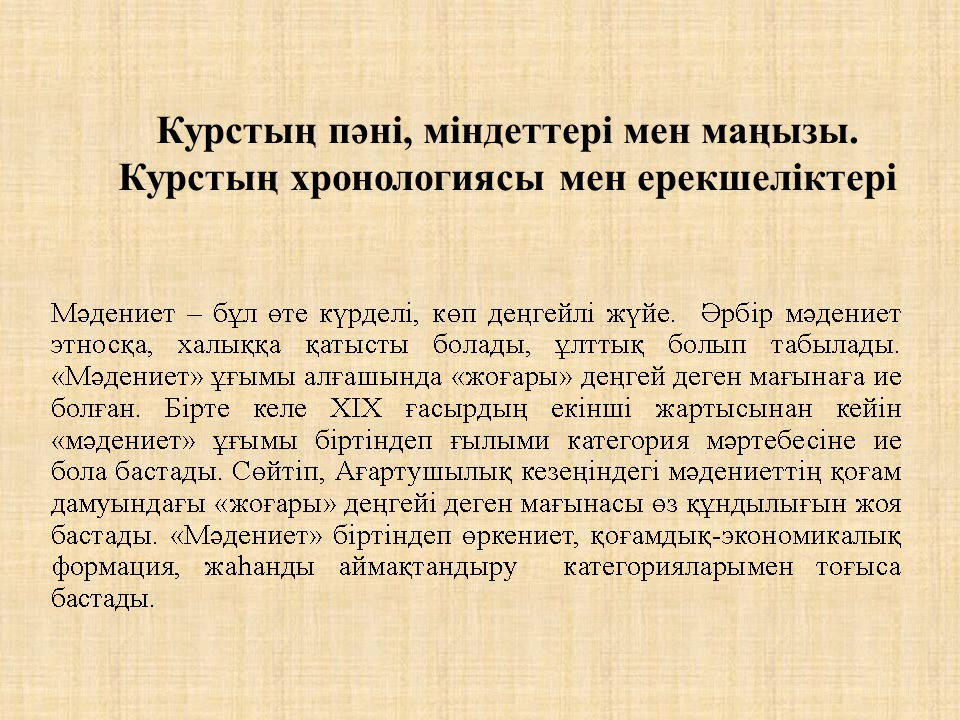 Курстың пәні, міндеттері мен маңызы.
Курстың хронологиясы мен ерекшеліктері
Мәдениет – бұл өте күрделі, көп деңгейлі жүйе. Әрбір мәдениет
этносқа, халыққа қатысты болады, ұлттық болып табылады.
«Мәдениет» ұғымы алғашында «жоғары» деңгей деген мағынаға ие
болған. Бірте келе XIX ғасырдың екінші жартысынан кейін
«мәдениет» ұғымы біртіндеп ғылыми категория мәртебесіне ие
бола бастады. Сөйтіп, Ағартушылық кезеңіндегі мәдениеттің қоғам
дамуындағы «жоғары» деңгейі деген мағынасы өз құндылығын жоя
бастады. «Мәдениет» біртіндеп өркениет, қоғамдық-экономикалық
формация, жаһанды аймақтандыру категорияларымен тоғыса
бастады.